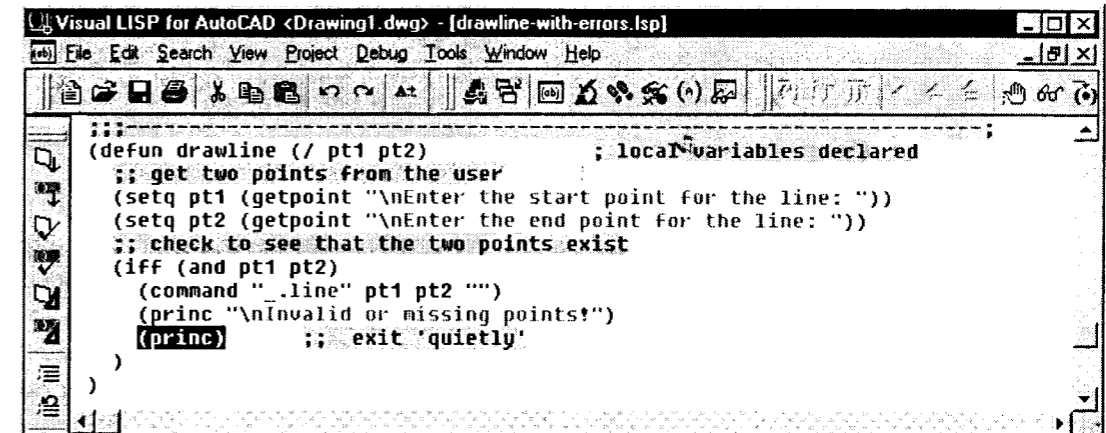 Visual LISP for AutoCAD <Drawing1.dwg> - [drawline-with-errors.lsp]
File Edit Search View Project Debug Tools Window Help
;;;--------------------------------------------------------------------;
(defun drawline (/ pt1 pt2) ; local variables declared
;; get two points from the user
(setq pt1 (getpoint "\nEnter the start point for the line: "))
(setq pt2 (getpoint "\nEnter the end point for the line: "))
;; check to see that the two points exist
(iff (and pt1 pt2)
(command "_.line" pt1 pt2 "")
(princ "\nInvalid or missing points!")
(princ) ;; exit 'quietly'
)
)